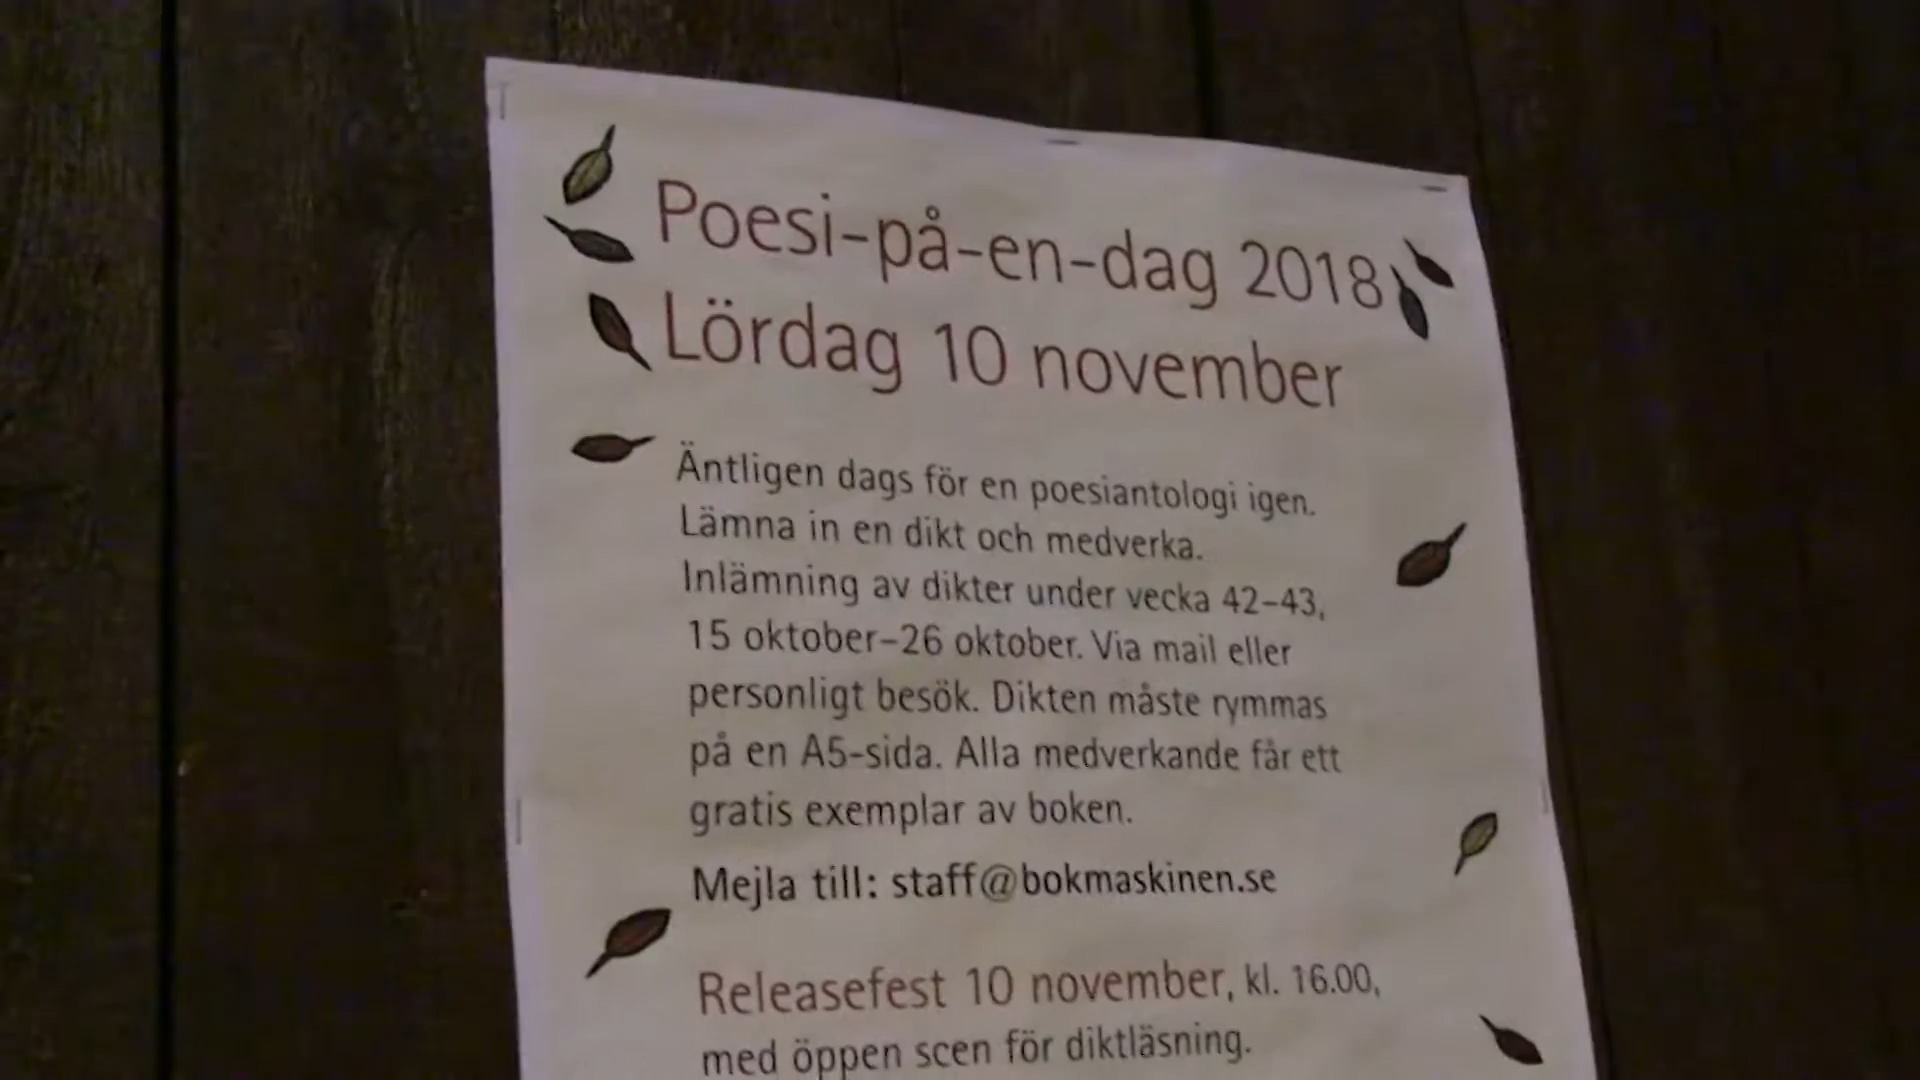 Poesi-på-en-dag 2018
Lördag 10 november
Äntligen dags för en poesiantologi igen.
Lämna in en dikt och medverka.
Inlämning av dikter under vecka 42-43,
15 oktober-26 oktober. Via mail eller
personligt besök. Dikten måste rymmas
på en A5-sida. Alla medverkande får ett
gratis exemplar av boken.
Mejla till: staff@bokmaskinen.se
Releasefest 10 november, kl. 16.00,
med öppen scen för diktläsning.